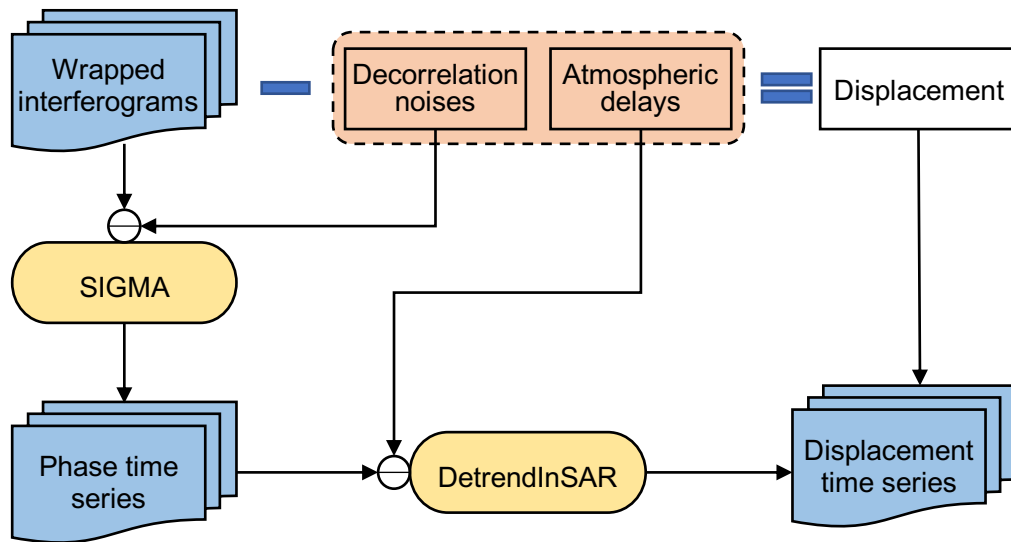 Wrapped
interferograms
Decorrelation
noises
Atmospheric
delays
Displacement
SIGMA
Phase time
series
DetrendInSAR
Displacement
time series